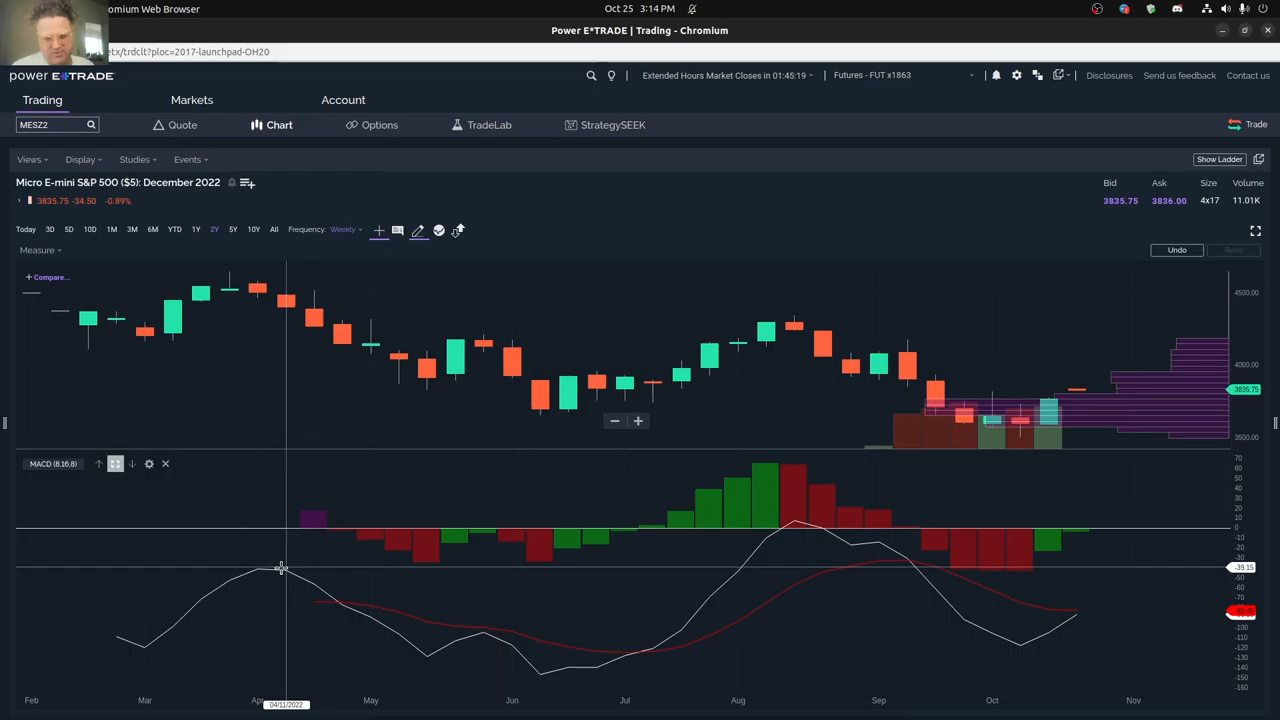 omium Web Browser
Oct 25 3:14 PM
Power E*TRADE | Trading - Chromium
etx/trdclt?ploc=2017-launchpad-OH20
power E*TRADE
Extended Hours Market Closes in 01:45:19
Futures - FUT x1863
Disclosures Send us feedback Contact us
Trading Markets Account
MESZ2 Quote Chart Options TradeLab StrategySEEK Trade
Views Display Studies Events Show Ladder
Micro E-mini S&P 500 ($5): December 2022
Bid Ask Size Volume
3835.75 -34.50 -0.89%
3835.75 3836.00 4x17 11.01K
Today 3D 5D 10D 1M 3M 6M YTD 1Y 2Y 5Y 10Y All Frequency: Weekly
Measure
Undo Redo
+ Compare...
4500.00
4000.00
3835.75
3500.00
MACD (8,16,8)
70
60
50
40
30
20
10
0
-10
-20
-30
-39.15
-50
-60
-70
-100
-110
-120
-130
-140
-150
-160
Feb Mar Apr May Jun Jul Aug Sep Oct Nov
04/11/2022